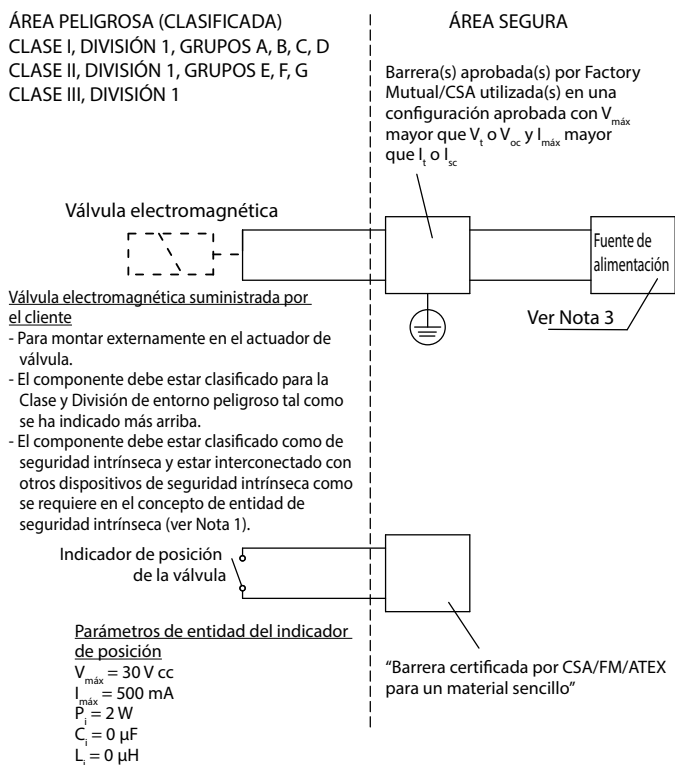 ÁREA PELIGROSA (CLASIFICADA)
CLASE I, DIVISIÓN 1, GRUPOS A, B, C, D
CLASE II, DIVISIÓN 1, GRUPOS E, F, G
CLASE III, DIVISIÓN 1
ÁREA SEGURA
Barrera(s) aprobada(s) por Factory
Mutual/CSA utilizada(s) en una
configuración aprobada con Vmáx
mayor que Vt o Voc y Imáx mayor
que It o Isc
Válvula electromagnética
Fuente de
alimentación
Ver Nota 3
Válvula electromagnética suministrada por
el cliente
- Para montar externamente en el actuador de
válvula.
- El componente debe estar clasificado para la
Clase y División de entorno peligroso tal como
se ha indicado más arriba.
- El componente debe estar clasificado como de
seguridad intrínseca y estar interconectado con
otros dispositivos de seguridad intrínseca como
se requiere en el concepto de entidad de
seguridad intrínseca (ver Nota 1).
Indicador de posición
de la válvula
Parámetros de entidad del indicador
de posición
Vmáx = 30 V cc
Imáx = 500 mA
Pi = 2 W
Ci = 0 µF
Li = 0 µH
“Barrera certificada por CSA/FM/ATEX
para un material sencillo”